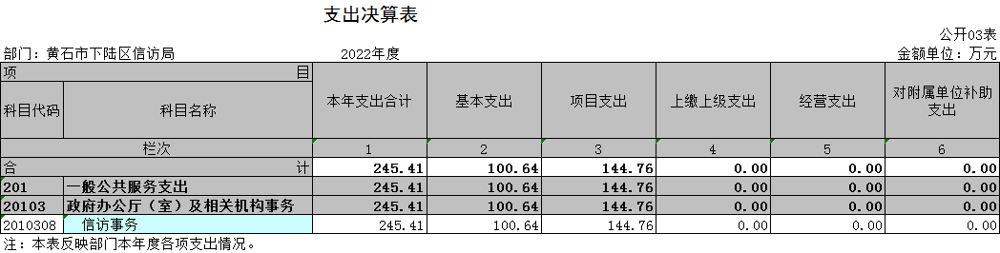 支出决算表
公开03表
部门：黄石市下陆区信访局 2022年度 金额单位：万元
项 目 本年支出合计 基本支出 项目支出 上缴上级支出 经营支出 对附属单位补助支出
科目代码 科目名称
栏次 1 2 3 4 5 6
合 计 245.41 100.64 144.76 0.00 0.00 0.00
201 一般公共服务支出 245.41 100.64 144.76 0.00 0.00 0.00
20103 政府办公厅（室）及相关机构事务 245.41 100.64 144.76 0.00 0.00 0.00
2010308 信访事务 245.41 100.64 144.76 0.00 0.00 0.00
注：本表反映部门本年度各项支出情况。